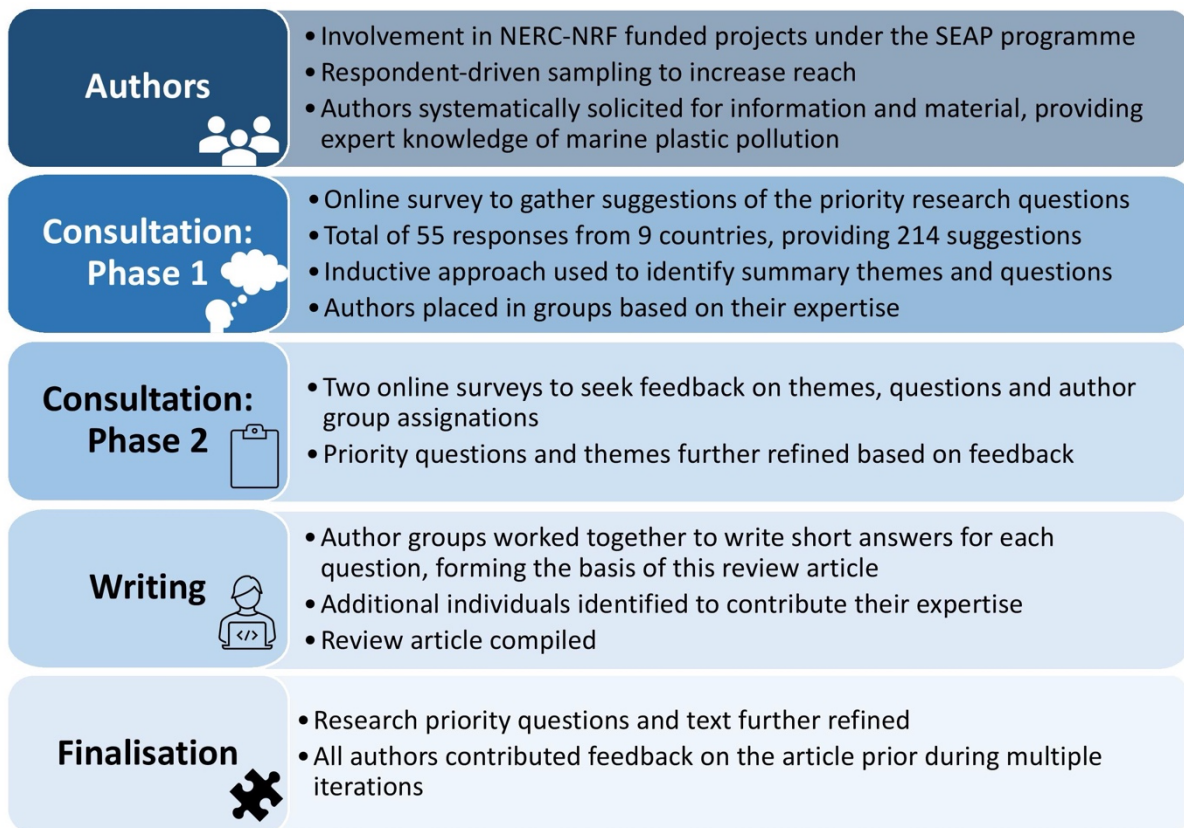 Authors
• Involvement in NERC-NRF funded projects under the SEAP programme
• Respondent-driven sampling to increase reach
• Authors systematically solicited for information and material, providing
expert knowledge of marine plastic pollution
Consultation:
Phase 1
• Online survey to gather suggestions of the priority research questions
• Total of 55 responses from 9 countries, providing 214 suggestions
• Inductive approach used to identify summary themes and questions
• Authors placed in groups based on their expertise
Consultation:
Phase 2
• Two online surveys to seek feedback on themes, questions and author
group assignations
• Priority questions and themes further refined based on feedback
Writing
</>
• Author groups worked together to write short answers for each
question, forming the basis of this review article
• Additional individuals identified to contribute their expertise
• Review article compiled
Finalisation
• Research priority questions and text further refined
• All authors contributed feedback on the article prior during multiple
iterations